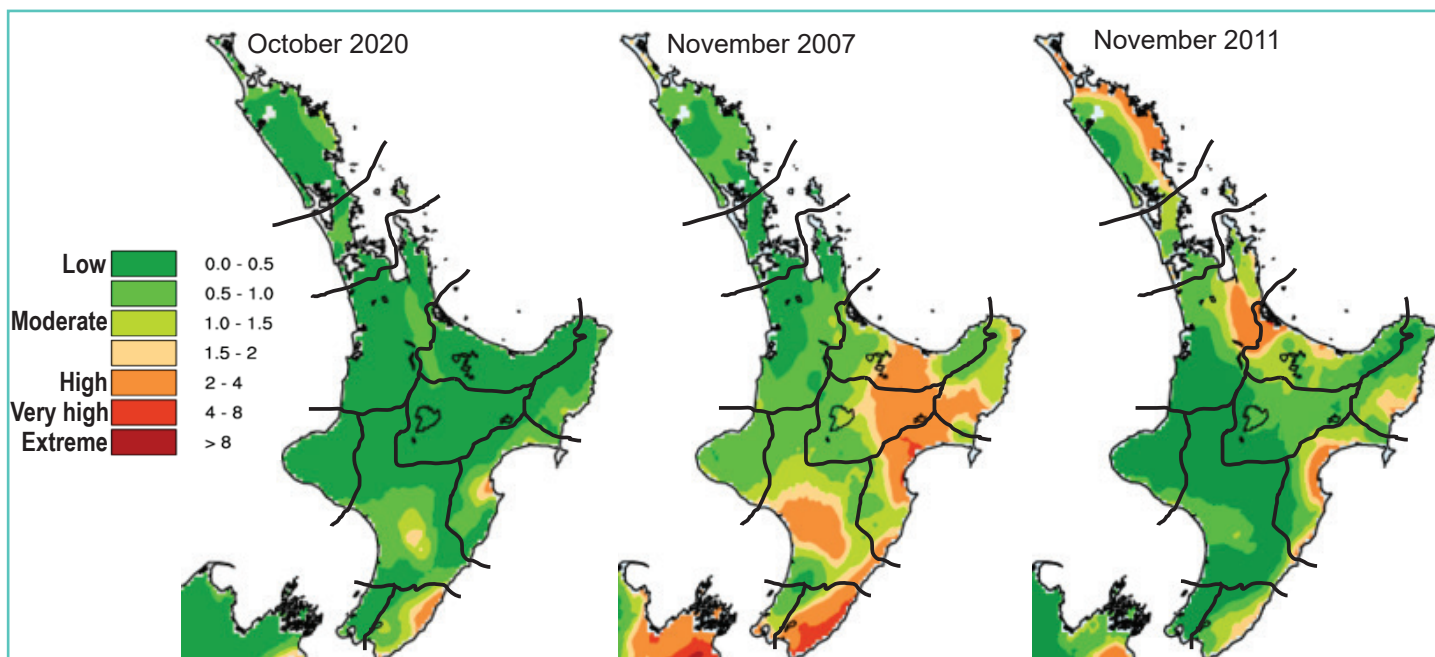 October 2020
November 2007
November 2011
Low 0.0 - 0.5
0.5 - 1.0
Moderate 1.0 - 1.5
1.5 - 2
High 2 - 4
Very high 4 - 8
Extreme > 8